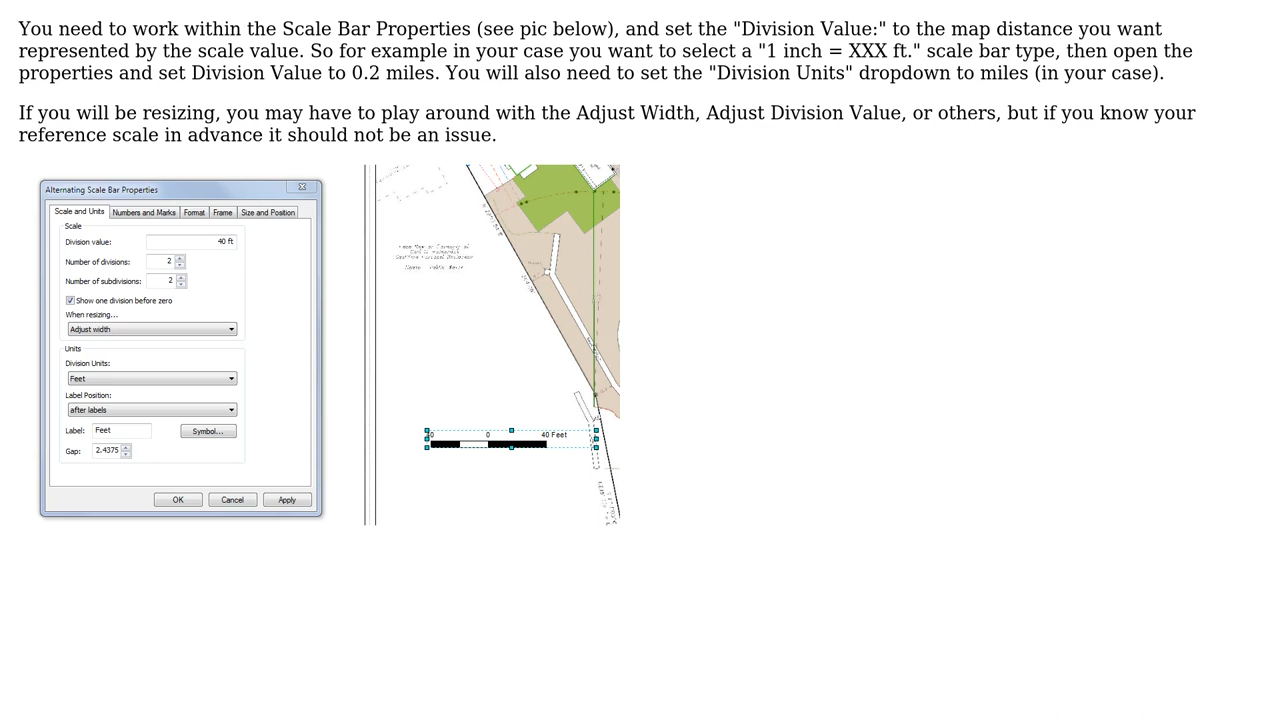 You need to work within the Scale Bar Properties (see pic below), and set the "Division Value:" to the map distance you want
represented by the scale value. So for example in your case you want to select a "1 inch = XXX ft." scale bar type, then open the
properties and set Division Value to 0.2 miles. You will also need to set the "Division Units" dropdown to miles (in your case).
If you will be resizing, you may have to play around with the Adjust Width, Adjust Division Value, or others, but if you know your
reference scale in advance it should not be an issue.
Alternating Scale Bar Properties
Scale and Units Numbers and Marks Format Frame Size and Position
Scale
Division value: 40 ft
Number of divisions: 2
Number of subdivisions: 2
Show one division before zero
When resizing...
Adjust width
Units
Division Units:
Feet
Label Position:
after labels
Label: Feet Symbol...
Gap: 2.4375
OK Cancel Apply
0 40 Feet